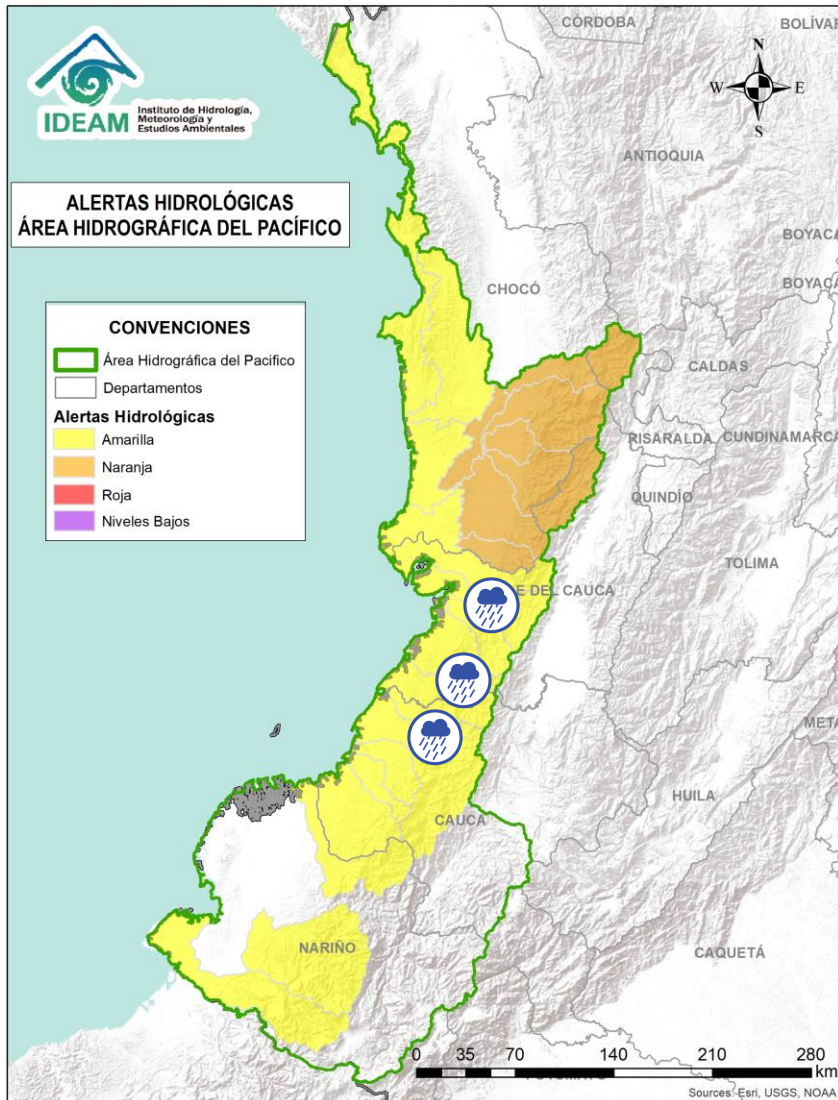 CÓRDOBA
BOLÍVAR
N
W
E
S
IDEAM
Instituto de Hidrología,
Meteorología y
Estudios Ambientales
ANTIOQUIA
ALERTAS HIDROLÓGICAS
ÁREA HIDROGRÁFICA DEL PACÍFICO
BOYACÁ
BOYACÁ
CHOCÓ
CONVENCIONES
Área Hidrográfica del Pacifico
Departamentos
Alertas Hidrológicas
Amarilla
Naranja
Roja
Niveles Bajos
CALDAS
RISARALDA
CUNDINAMARCA
QUINDÍO
TOLIMA
E DEL CAUCA
META
HUILA
CAUCA
NARIÑO
CAQUETÁ
0 35 70 140 210 280
km
Sources: Esri, USGS, NOAA